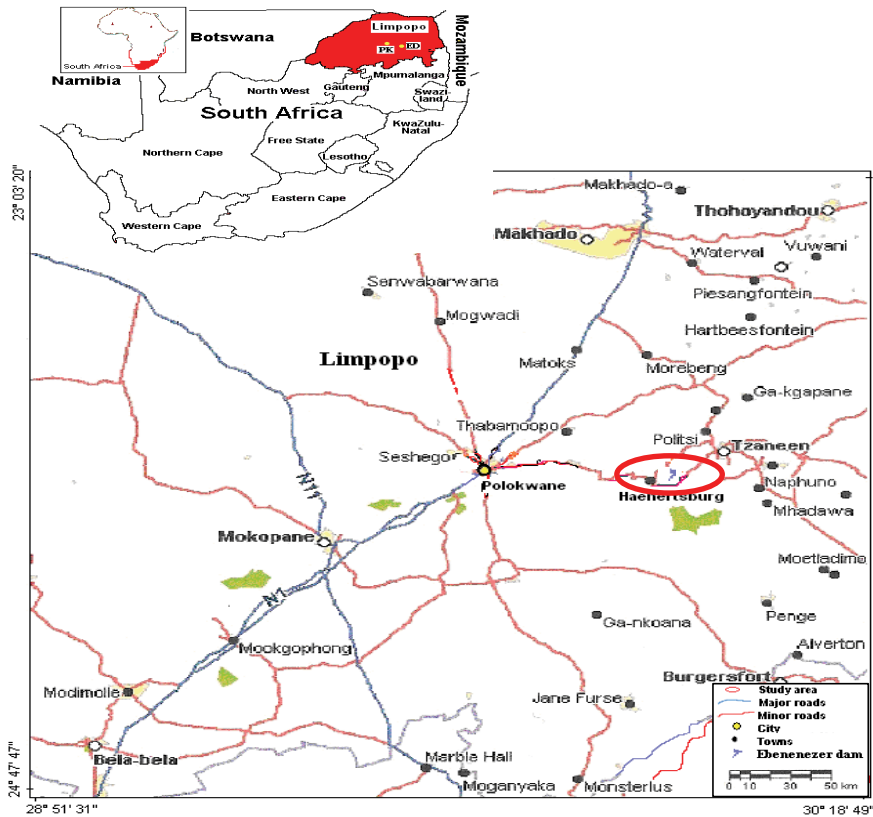 Botswana
Limpopo
PK
ED
Mozambique
South Africa
Namibia
Mpumalanga
North West
Gauteng
Swazi-
land
South Africa
KwaZulu-
Natal
Free State
Northern Cape
Lesotho
Eastern Cape
Western Cape
23° 03' 20"
Makhado-a
Thohoyandou
Makhado
Vuwani
Waterval
Senwabarwana
Piesangfontein
Mogwadi
Hartbeesfontein
Limpopo
Matoks
Morebeng
Ga-kgapane
Thabamoopo
Politsi
Tzaneen
Seshegor
Polokwane
Naphuno
Haenertsburg
N11
Mhadawa
Mokopane
Moetladimo
N1
Ga-nkoana
Penge
Mookgophong
Alverton
Burgersfort
Modimolle
Jane Furse
Study area
Major roads
Minor roads
City
Towns
Ebenenezer dam
0 10 30 50 km
Bela-bela
Marble Hall
Moganyaka
Monsterlus
24° 47' 47"
28° 51' 31"
30° 18' 49"